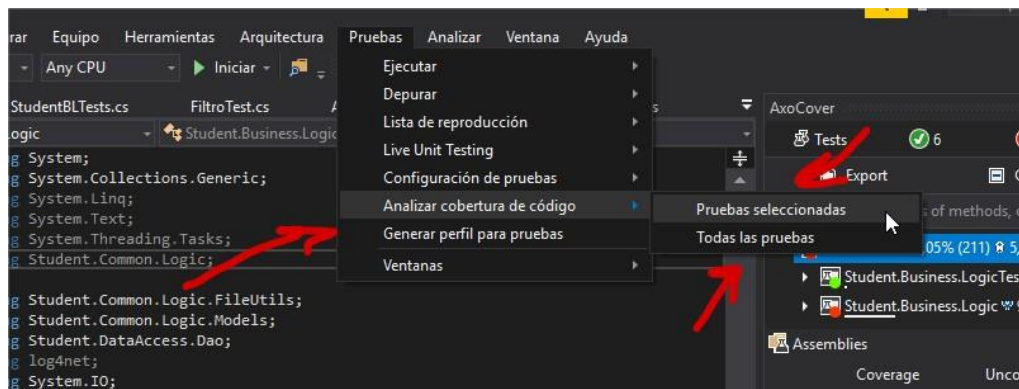 rar Equipo Herramientas Arquitectura Pruebas Analizar Ventana Ayuda
Any CPU Iniciar
StudentBLTests.cs FiltroTest.cs
ogic Student.Business.Logic
g System;
g System.Collections.Generic;
g System.Linq;
g System.Text;
g System.Threading.Tasks;
g Student.Common.Logic;
g Student.Common.Logic.FileUtils;
g Student.Common.Logic.Models;
g Student.DataAccess.Dao;
g log4net;
g System.IO;
Ejecutar
Depurar
Lista de reproducción
Live Unit Testing
Configuración de pruebas
Analizar cobertura de código
Generar perfil para pruebas
Ventanas
Pruebas seleccionadas
Todas las pruebas
AxoCover
Tests 6
Export
of methods,
05% (211) 5,
Student.Business.LogicTes
Student.Business.Logic
Assemblies
Coverage Unco